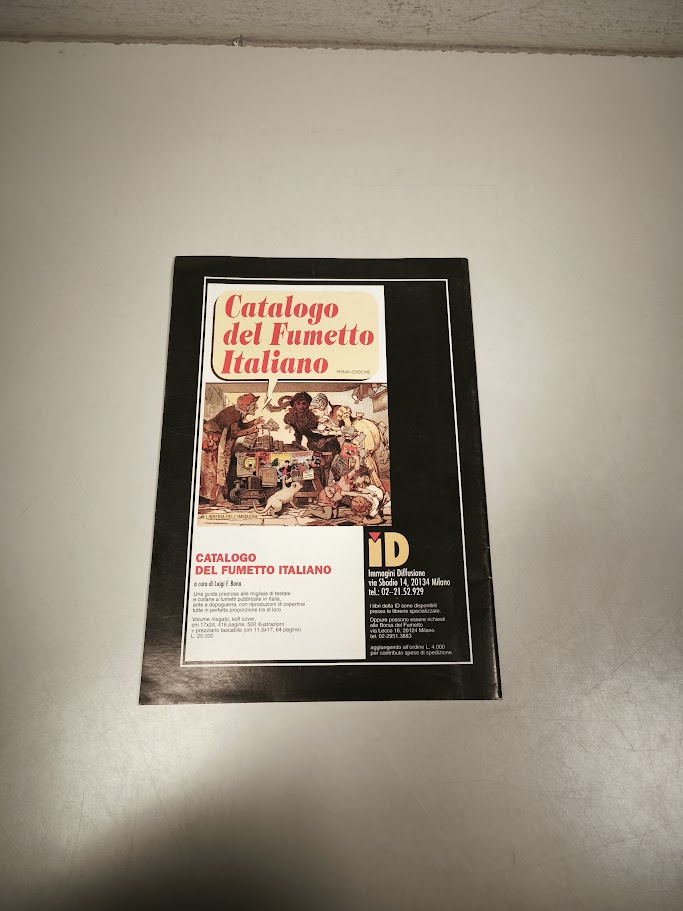 Catalogo
del Fumetto
Italiano
PRIMA EDIZIONE
LIBRERIA DELL'IMMAGINE
CATALOGO
DEL FUMETTO ITALIANO
a cura di Luigi F. Bona
Una guida preziosa alle migliaia di testate
e collane a fumetti pubblicate in Italia,
ante e dopoguerra, con riproduzioni di copertine
tutte in perfetta proporzione tra di loro.
Volume rilegato, soft cover,
cm 17x24, 416 pagine, 500 illustrazioni
+ prezziario tascabile (cm 11,5x17, 64 pagine)
L. 25.000
iD
Immagini Diffusione
via Sbodio 14, 20134 Milano
tel.: 02-21.52.929
I libri della ID sono disponibili
presso le librerie specializzate.
Oppure possono essere richiesti
alla Borsa del Fumetto
via Lecco 16, 20124 Milano
tel. 02-2951.3883
aggiungendo all'ordine L. 4.000
per contributo spese di spedizione